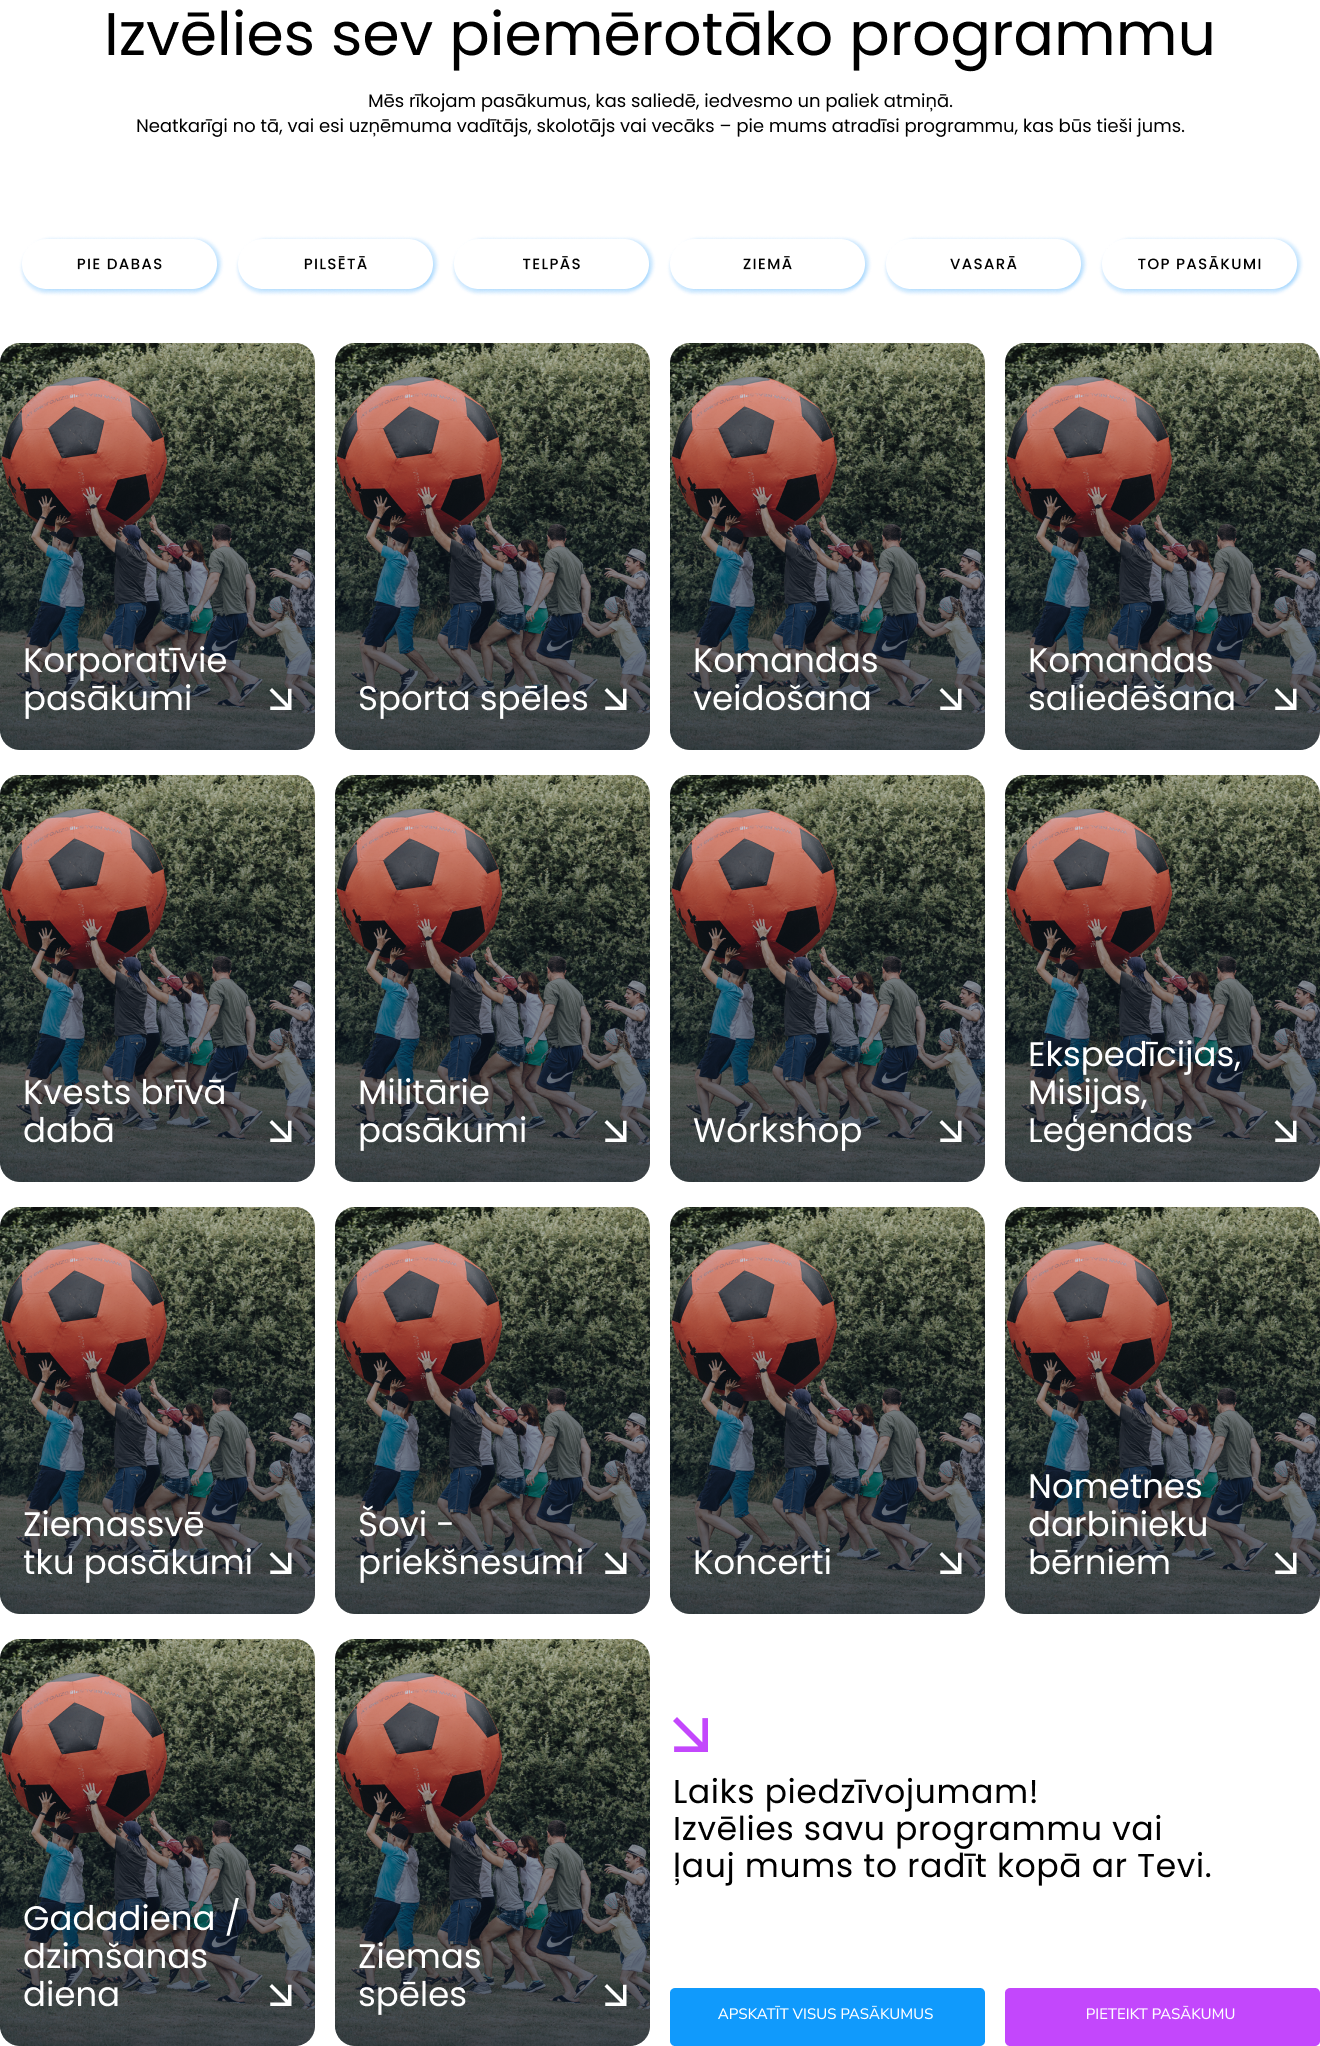 Izvēlies sev piemērotāko programmu
Mēs rīkojam pasākumus, kas saliedē, iedvesmo un paliek atmiņā.
Neatkarīgi no tā, vai esi uzņēmuma vadītājs, skolotājs vai vecāks – pie mums atradīsi programmu, kas būs tieši jums.
PIE DABAS
PILSĒTĀ
TELPĀS
ZIEMĀ
VASARĀ
TOP PASĀKUMI
Korporatīvie
pasākumi
Sporta spēles
Komandas
veidošana
Komandas
saliedēšana
Kvests brīvā
dabā
Militārie
pasākumi
Workshop
Ekspedīcijas,
Misijas,
Leģendas
Ziemassvē
tku pasākumi
Šovi -
priekšnesumi
Koncerti
Nometnes
darbinieku
bērniem
Gadadiena /
dzimšanas
diena
Ziemas
spēles
Laiks piedzīvojumam!
Izvēlies savu programmu vai
ļauj mums to radīt kopā ar Tevi.
APSKATĪT VISUS PASĀKUMUS
PIETEIKT PASĀKUMU